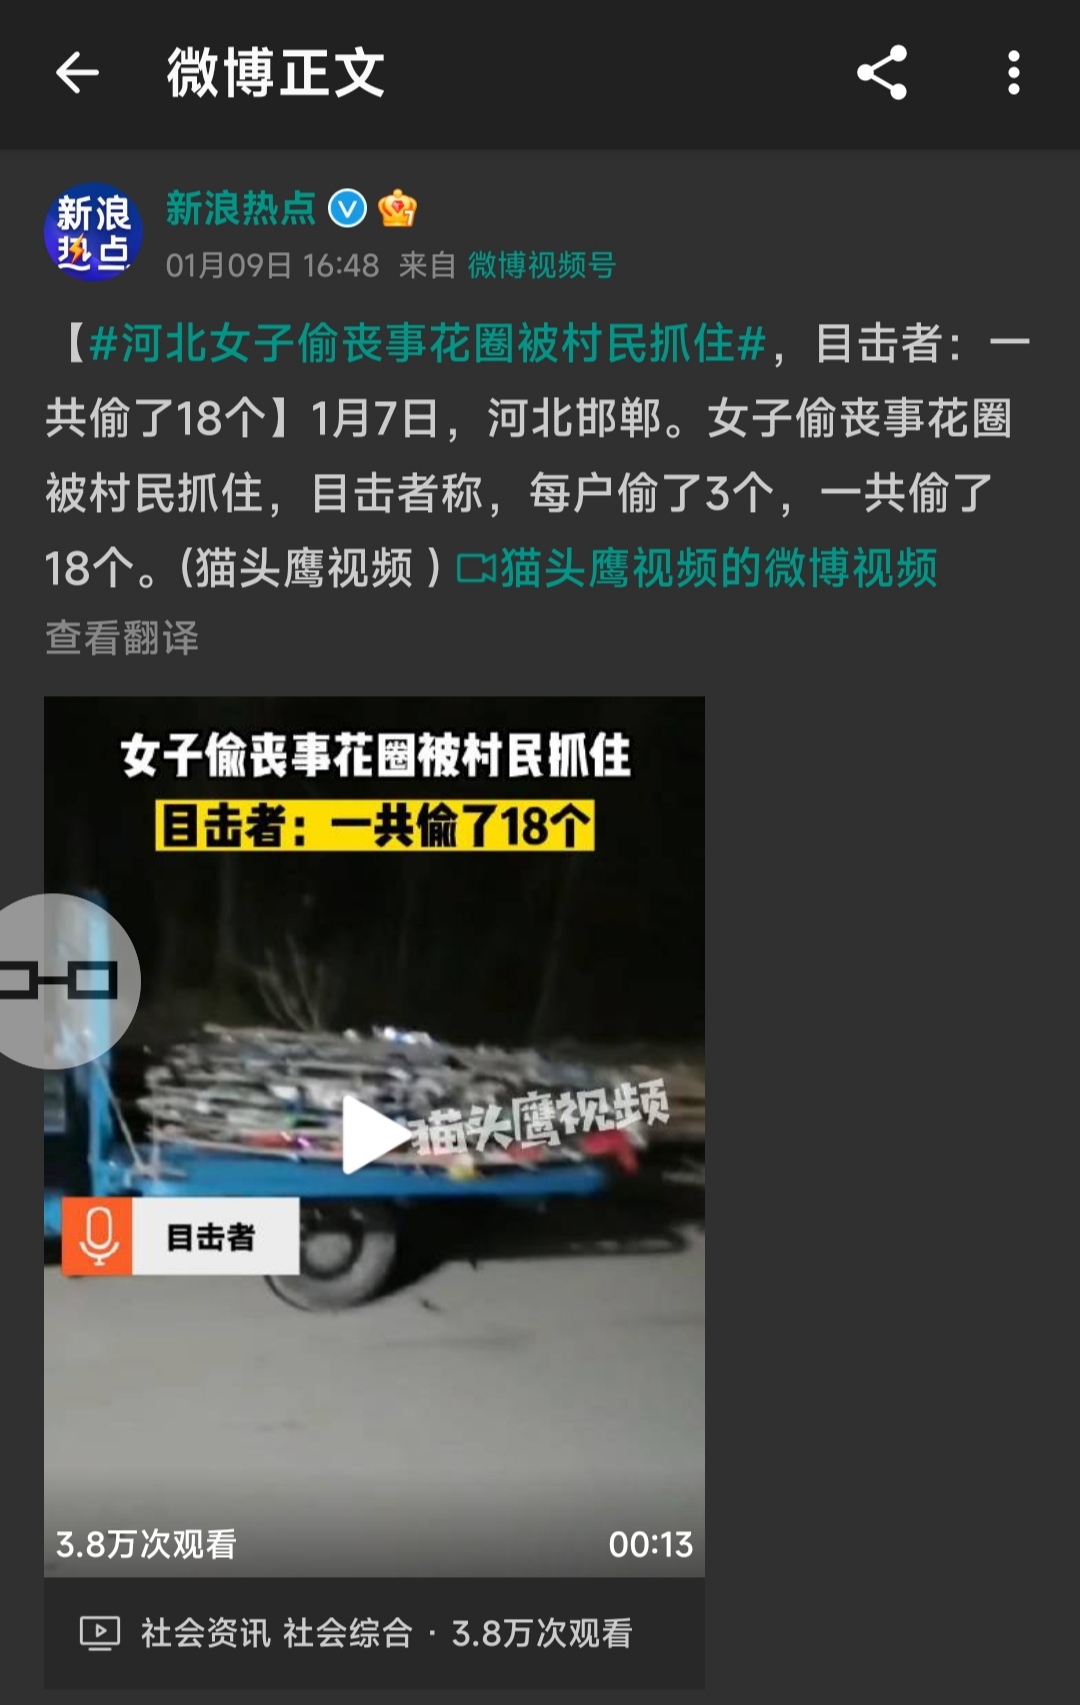 微博正文
新浪
热点
新浪热点
01月09日 16:48 来自 微博视频号
【#河北女子偷丧事花圈被村民抓住#，目击者：一
共偷了18个】1月7日，河北邯郸。女子偷丧事花圈
被村民抓住，目击者称，每户偷了3个，一共偷了
18个。(猫头鹰视频 ) 猫头鹰视频的微博视频
查看翻译
女子偷丧事花圈被村民抓住
目击者：一共偷了18个
猫头鹰视频
目击者
3.8万次观看
00:13
社会资讯 社会综合 · 3.8万次观看